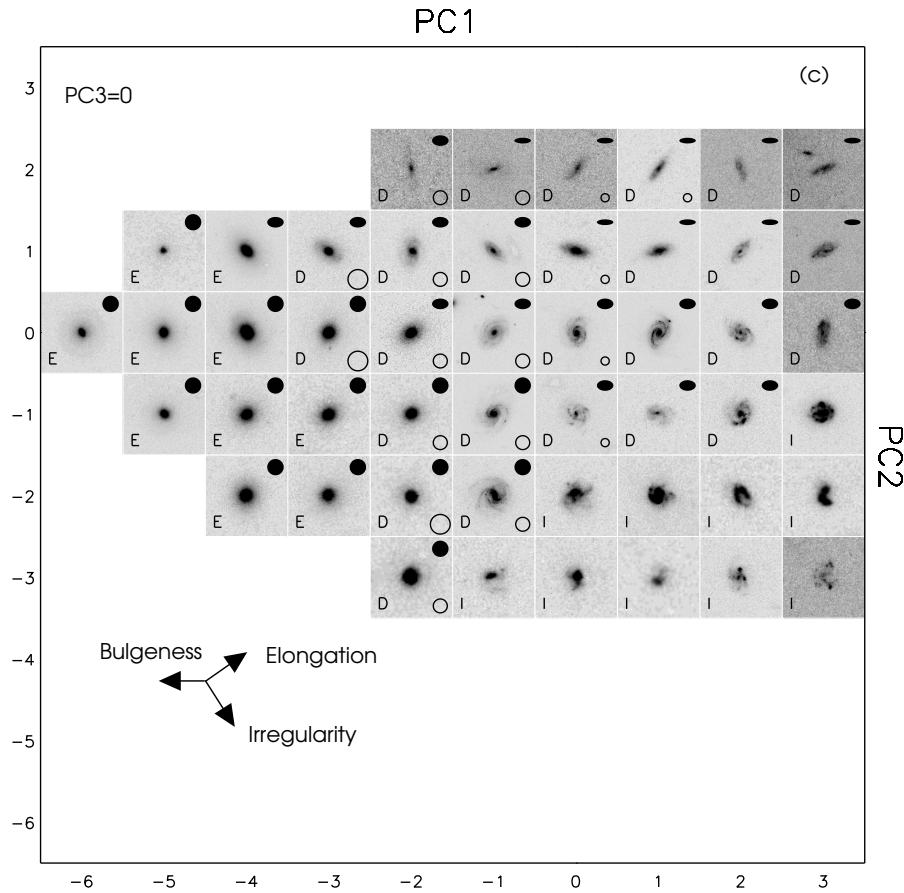 PC1
(c)
PC3=0
3
2
D D D D D D
1
E E D D D D D D D
0
E E E D D D D D D D
−1
E E E D D D D D I
−2
E E D D I I I I
−3
D I I I I I
PC2
−4
Bulgeness Elongation
Irregularity
−5
−6
−6 −5 −4 −3 −2 −1 0 1 2 3